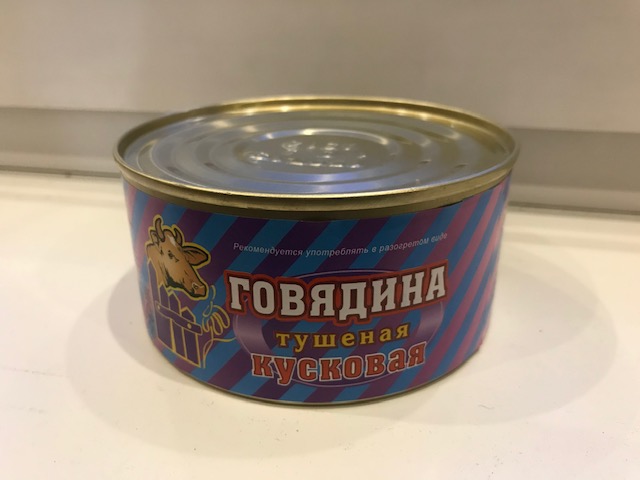 Рекомендуется употреблять в разогретом виде
ГОВЯДИНА
тушеная
кусковая